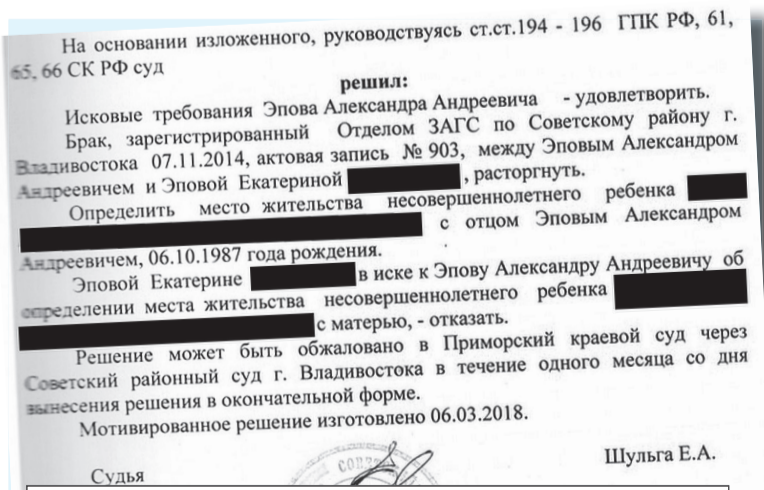 На основании изложенного, руководствуясь ст.ст.194 - 196 ГПК РФ, 61,
65, 66 СК РФ суд
решил:
Исковые требования Эпова Александра Андреевича - удовлетворить.
Брак, зарегистрированный Отделом ЗАГС по Советскому району г.
Владивостока 07.11.2014, актовая запись № 903, между Эповым Александром
Андреевичем и Эповой Екатериной , расторгнуть.
Определить место жительства несовершеннолетнего ребенка
с отцом Эповым Александром
Андреевичем, 06.10.1987 года рождения.
Эповой Екатерине в иске к Эпову Александру Андреевичу об
определении места жительства несовершеннолетнего ребенка
с матерью, - отказать.
Решение может быть обжаловано в Приморский краевой суд через
Советский районный суд г. Владивостока в течение одного месяца со дня
вынесения решения в окончательной форме.
Мотивированное решение изготовлено 06.03.2018.
Судья Шульга Е.А.